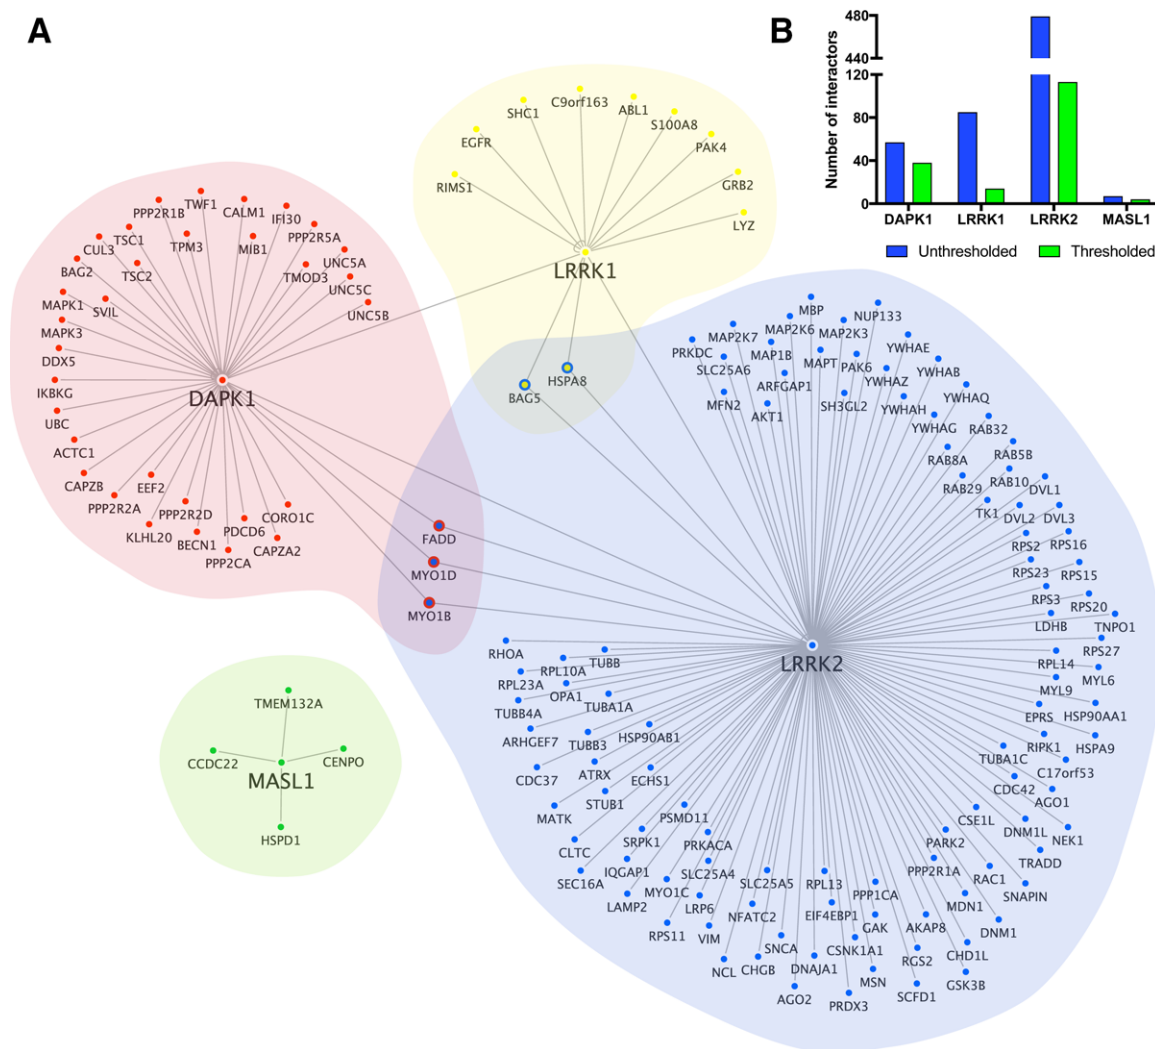 A
B
480
440
120
80
40
0
Number of interactors
DAPK1 LRRK1 LRRK2 MASL1
Unthresholded Thresholded
C9orf163
SHC1 ABL1
S100A8
EGFR PAK4
RIMS1 GRB2
LYZ
LRRK1
TWF1
PPP2R1B CALM1 IFI30
TSC1 PPP2R5A
CUL3 TPM3 MIB1
BAG2 TSC2 TMOD3 UNC5A
UNC5C
MAPK1 SVIL UNC5B
MAPK3
DDX5
IKBKG
DAPK1
UBC
ACTC1
CAPZB EEF2
PPP2R2A PPP2R2D CORO1C
KLHL20 PDCD6
BECN1 CAPZA2
PPP2CA
HSPA8
BAG5
FADD
MYO1D
MYO1B
MBP NUP133
MAP2K7 MAP2K6 MAP2K3
PRKDC MAP1B YWHAE
SLC25A6 MAPT PAK6
ARFGAP1 YWHAZ YWHAB
MFN2 AKT1 SH3GL2 YWHAH YWHAQ
YWHAG RAB32
RAB8A RAB5B
RAB29 RAB10 DVL1
TK1 DVL2 DVL3
RPS2 RPS16
RPS23 RPS15
RPS3 RPS20
LDHB TNPO1
RPS27
LRRK2
RPL14 MYL6
MYL9
EPRS HSP90AA1
RIPK1 HSPA9
TUBA1C C17orf53
CDC42 AGO1
CSE1L DNM1L NEK1
PARK2 TRADD
PPP2R1A RAC1 SNAPIN
MDN1
AKAP8 DNM1
CHD1L
RGS2 GSK3B
SCFD1
RHOA TUBB
RPL10A
RPL23A OPA1
TUBB4A TUBA1A
ARHGEF7 TUBB3 HSP90AB1
CDC37 ATRX ECHS1
MATK STUB1
PSMD11
CLTC SRPK1 PRKACA
SEC16A IQGAP1 SLC25A4
LAMP2 MYO1C LRP6
RPS11 VIM
SLC25A5 RPL13 PPP1CA
NFATC2 EIF4EBP1 GAK
SNCA CSNK1A1
NCL CHGB DNAJA1 MSN
AGO2 PRDX3
TMEM132A
CCDC22 CENPO
MASL1
HSPD1